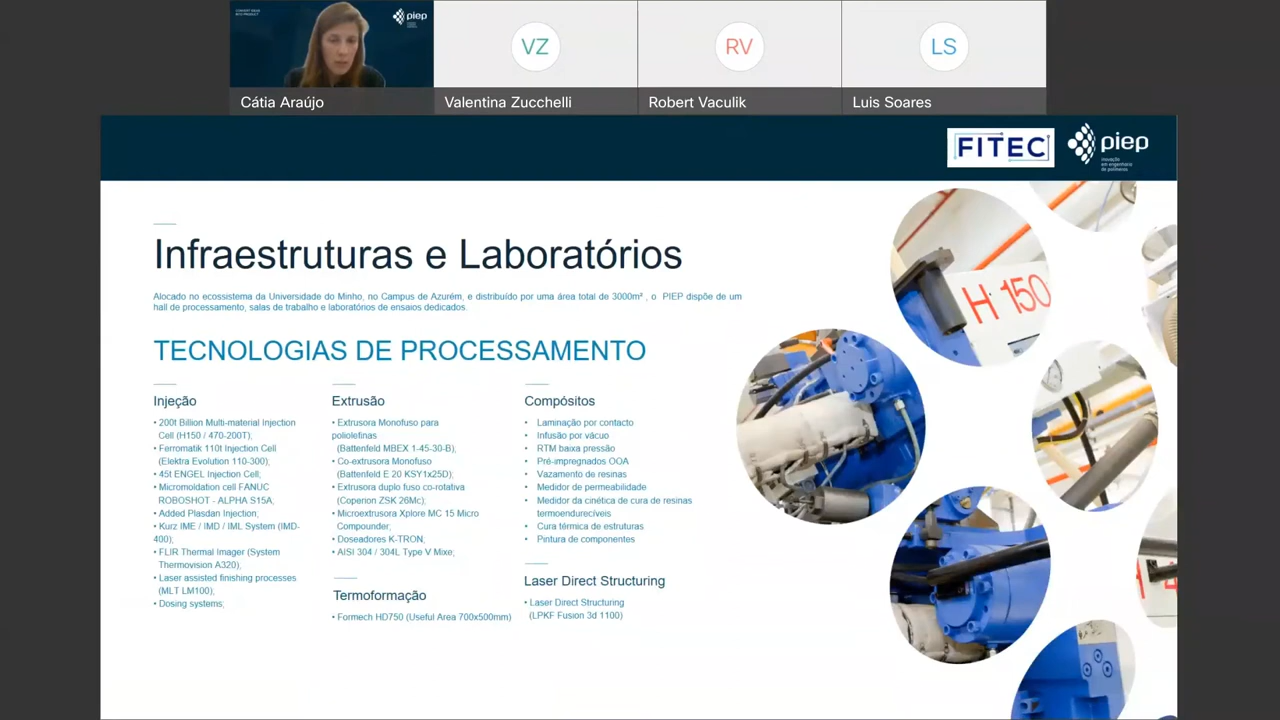 piep
Cátia Araújo
VZ
Valentina Zucchelli
RV
Robert Vaculik
LS
Luis Soares
FITEC
piep
inovação
em engenharia
de polímeros
Infraestruturas e Laboratórios
Alocado no ecossistema da Universidade do Minho, no Campus de Azurém, e distribuído por uma área total de 3000m² , o PIEP dispõe de um
hall de processamento, salas de trabalho e laboratórios de ensaios dedicados.
TECNOLOGIAS DE PROCESSAMENTO
Injeção
• 200t Billion Multi-material Injection
Cell (H150 / 470-200T);
• Ferromatik 110t Injection Cell
(Elektra Evolution 110-300);
• 45t ENGEL Injection Cell;
• Micromoldation cell FANUC
ROBOSHOT - ALPHA S15A;
• Added Plasdan Injection;
• Kurz IME / IMD / IML System (IMD-
400);
• FLIR Thermal Imager (System
Thermovision A320);
• Laser assisted finishing processes
(MLT LM100);
• Dosing systems;
Extrusão
• Extrusora Monofuso para
poliolefinas
(Battenfeld MBEX 1-45-30-B);
• Co-extrusora Monofuso
(Battenfeld E 20 KSY1x25D);
• Extrusora duplo fuso co-rotativa
(Coperion ZSK 26Mc);
• Microextrusora Xplore MC 15 Micro
Compounder;
• Doseadores K-TRON;
• AISI 304 / 304L Type V Mixe;
Termoformação
• Formech HD750 (Useful Area 700x500mm)
Compósitos
• Laminação por contacto
• Infusão por vácuo
• RTM baixa pressão
• Pré-impregnados OOA
• Vazamento de resinas
• Medidor de permeabilidade
• Medidor da cinética de cura de resinas
termoendurecíveis
• Cura térmica de estruturas
• Pintura de componentes
Laser Direct Structuring
• Laser Direct Structuring
(LPKF Fusion 3d 1100)
H 150